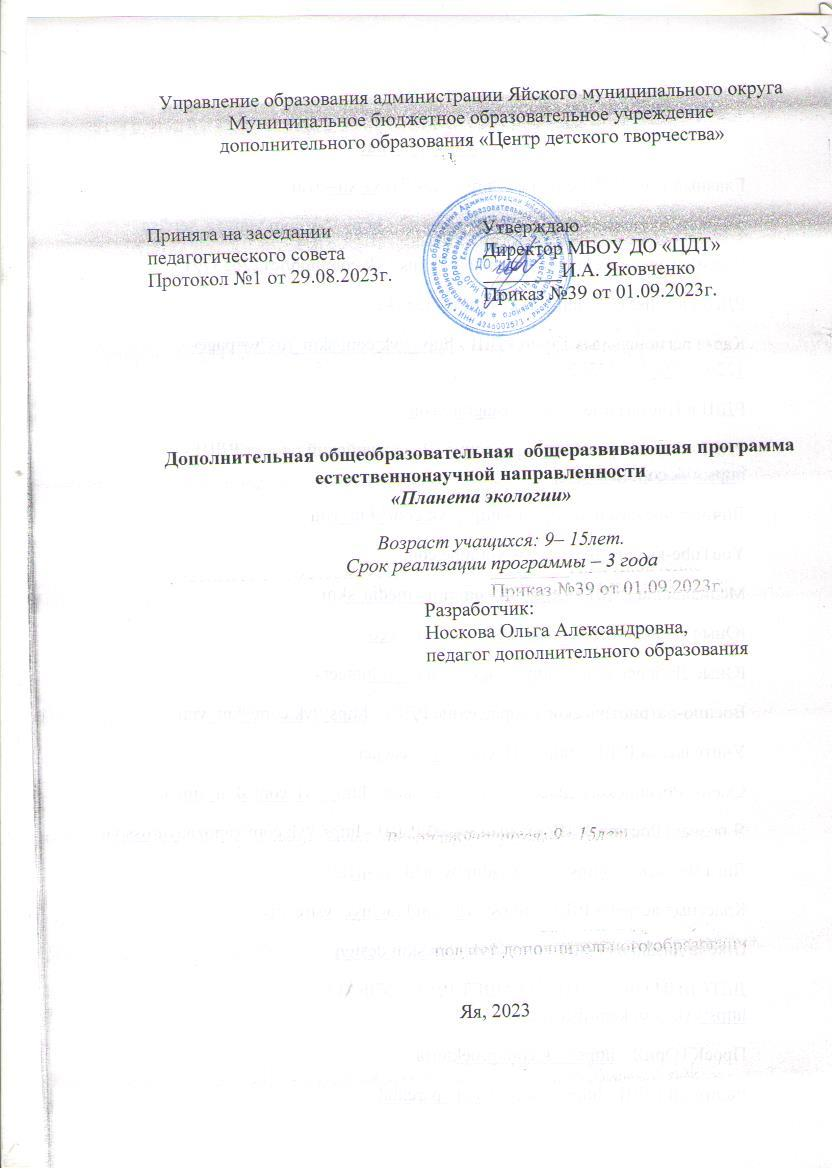 Управление образования администрации Яйского муниципального округа
Муниципальное бюджетное образовательное учреждение
дополнительного образования «Центр детского творчества»
Принята на заседании
педагогического совета
Протокол №1 от 29.08.2023г.
Утверждаю
Директор МБОУ ДО «ЦДТ»
И.А. Яковченко
Приказ №39 от 01.09.2023г.
Дополнительная общеобразовательная общеразвивающая программа
естественнонаучной направленности
«Планета экологии»
Возраст учащихся: 9– 15лет.
Срок реализации программы – 3 года
Приказ №39 от 01.09.2023г.
Разработчик:
Носкова Ольга Александровна,
педагог дополнительного образования
Яя, 2023